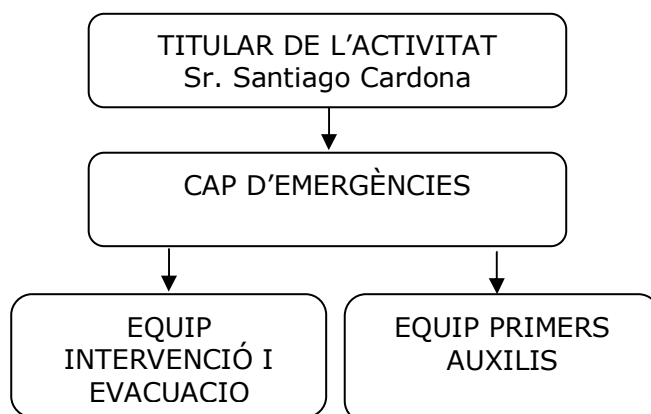 TITULAR DE L’ACTIVITAT
Sr. Santiago Cardona
CAP D’EMERGÈNCIES
EQUIP
INTERVENCIÓ I
EVACUACIO
EQUIP PRIMERS
AUXILIS